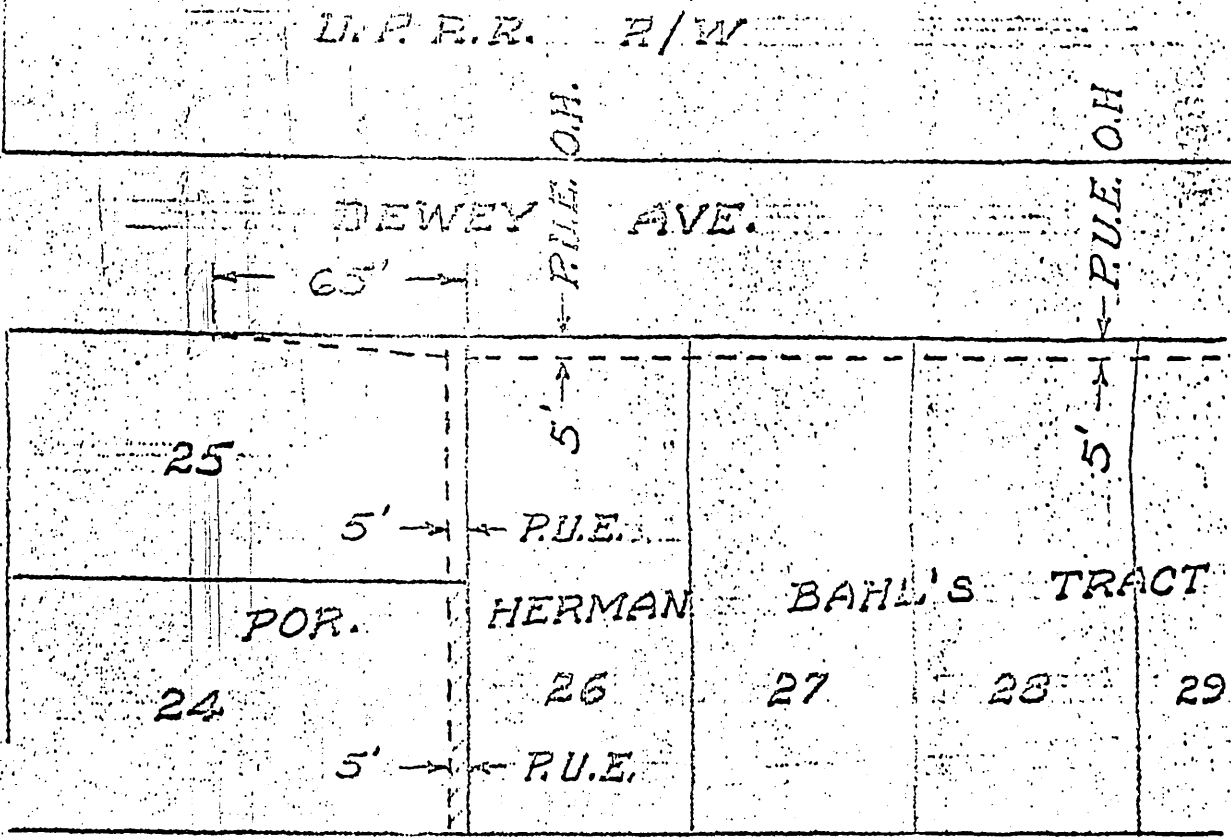 U.P. R.R. R/W
P.U.E. O.H.
P.U.E. O.H
DEWEY AVE.
65'
25
5'
5'
5' P.U.E.
POR. HERMAN BAHL'S TRACT
24 26 27 28 29
5' P.U.E.